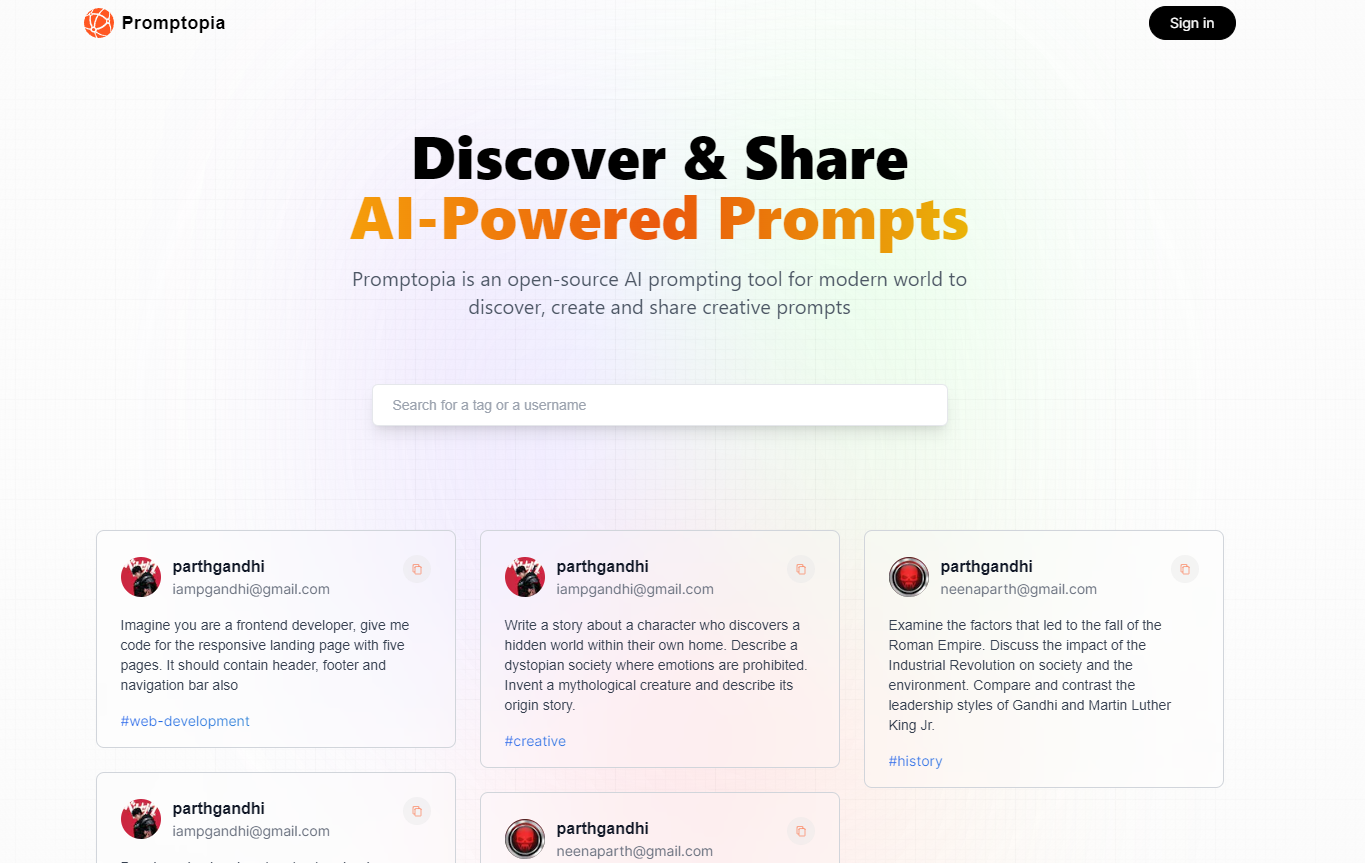 Promptopia
Sign in
Discover & Share
AI-Powered Prompts
Promptopia is an open-source AI prompting tool for modern world to
discover, create and share creative prompts
Search for a tag or a username
parthgandhi
iampgandhi@gmail.com
Imagine you are a frontend developer, give me
code for the responsive landing page with five
pages. It should contain header, footer and
navigation bar also
#web-development
parthgandhi
iampgandhi@gmail.com
Write a story about a character who discovers a
hidden world within their own home. Describe a
dystopian society where emotions are prohibited.
Invent a mythological creature and describe its
origin story.
#creative
parthgandhi
neenaparth@gmail.com
Examine the factors that led to the fall of the
Roman Empire. Discuss the impact of the
Industrial Revolution on society and the
environment. Compare and contrast the
leadership styles of Gandhi and Martin Luther
King Jr.
#history
parthgandhi
iampgandhi@gmail.com
parthgandhi
neenaparth@gmail.com